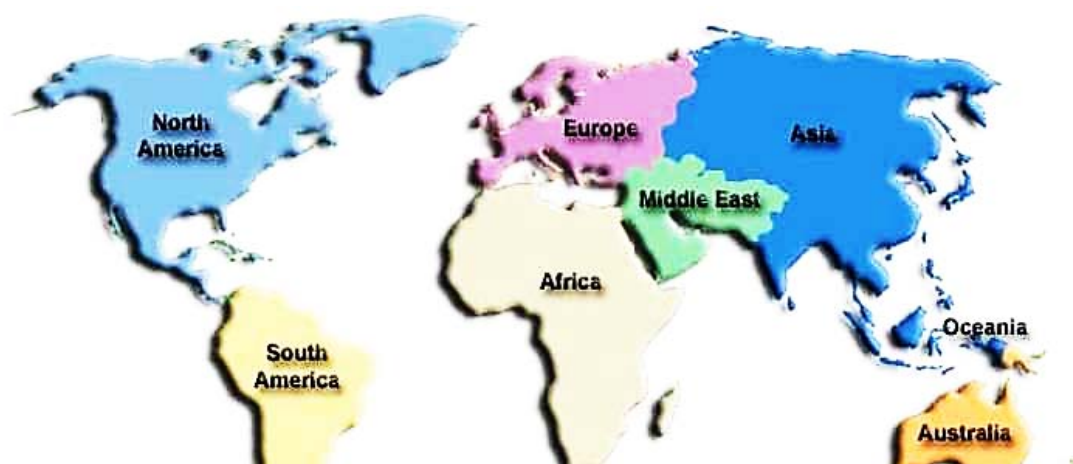 North
America
Europe
Asia
Middle East
Africa
Oceania
South
America
Australia